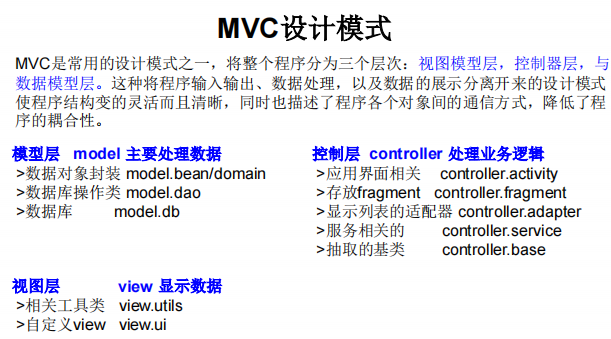 MVC设计模式
MVC是常用的设计模式之一，将整个程序分为三个层次：视图模型层，控制器层，与
数据模型层。这种将程序输入输出、数据处理，以及数据的展示分离开来的设计模式
使程序结构变的灵活而且清晰，同时也描述了程序各个对象间的通信方式，降低了程
序的耦合性。
模型层 model 主要处理数据
>数据对象封装 model.bean/domain
>数据库操作类 model.dao
>数据库 model.db
控制层 controller 处理业务逻辑
>应用界面相关 controller.activity
>存放fragment controller.fragment
>显示列表的适配器 controller.adapter
>服务相关的 controller.service
>抽取的基类 controller.base
视图层 view 显示数据
>相关工具类 view.utils
>自定义view view.ui